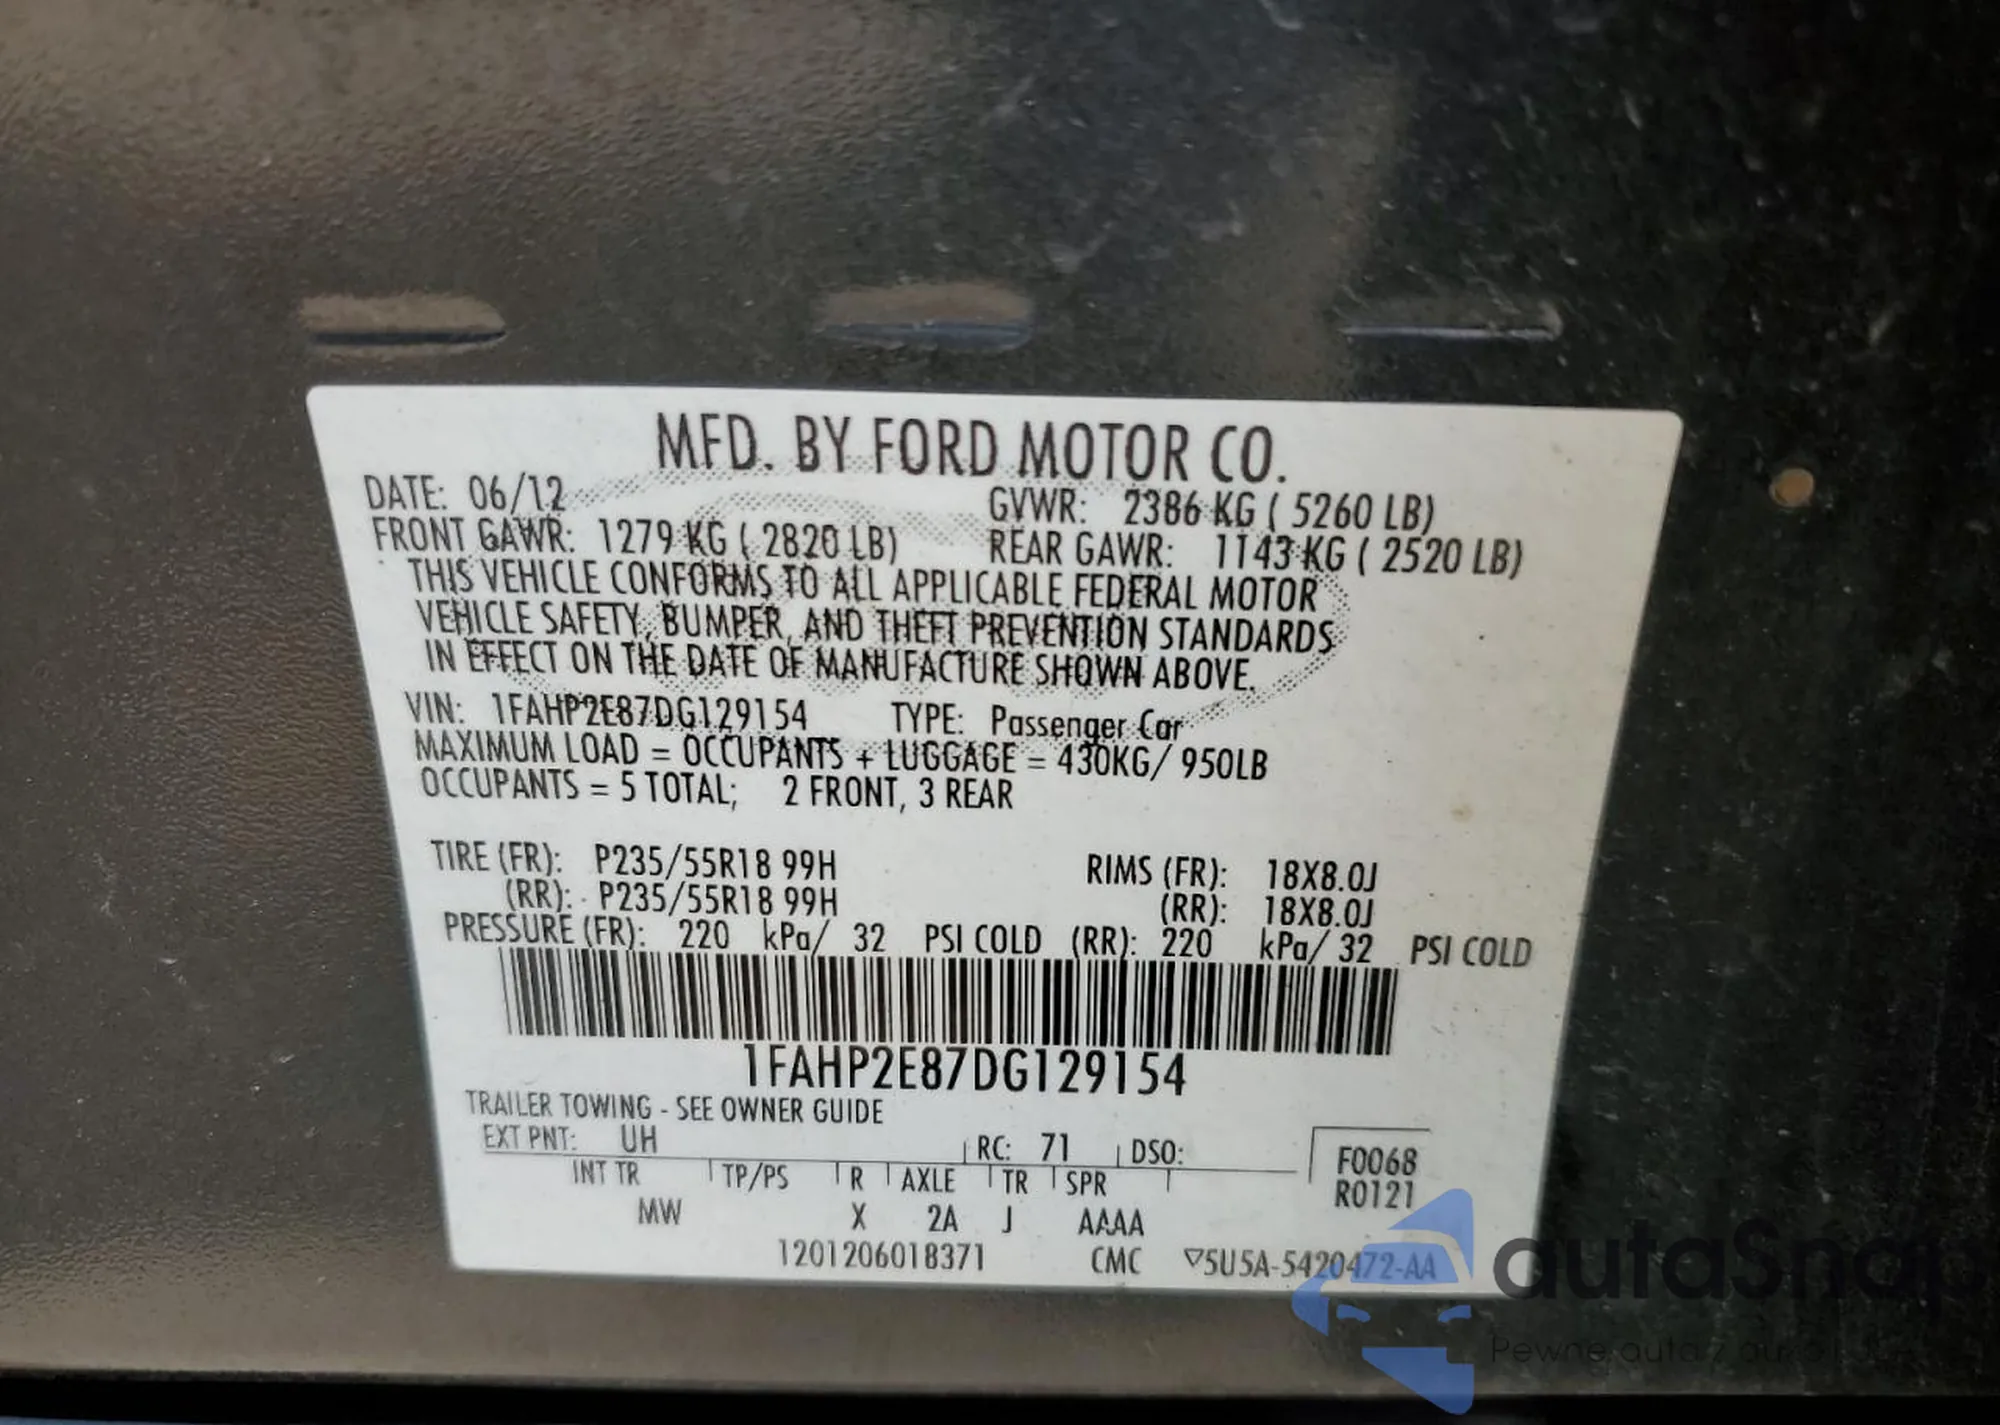 MFD. BY FORD MOTOR CO.
DATE: 06/12 GVWR: 2386 KG ( 5260 LB)
FRONT GAWR: 1279 KG ( 2820 LB) REAR GAWR: 1143 KG ( 2520 LB)
THIS VEHICLE CONFORMS TO ALL APPLICABLE FEDERAL MOTOR
VEHICLE SAFETY, BUMPER, AND THEFT PREVENTION STANDARDS
IN EFFECT ON THE DATE OF MANUFACTURE SHOWN ABOVE.
VIN: 1FAHP2E87DG129154 TYPE: Passenger Car
MAXIMUM LOAD = OCCUPANTS + LUGGAGE = 430KG/ 950LB
OCCUPANTS = 5 TOTAL; 2 FRONT, 3 REAR
TIRE (FR): P235/55R18 99H RIMS (FR): 18X8.0J
(RR): P235/55R18 99H (RR): 18X8.0J
PRESSURE (FR): 220 kPa/ 32 PSI COLD (RR): 220 kPa/ 32 PSI COLD
1FAHP2E87DG129154
TRAILER TOWING - SEE OWNER GUIDE
EXT PNT: UH RC: 71 DSO:
F0068
INT TR TP/PS R AXLE TR SPR
R0121
MW X 2A J AAAA
1201206018371 CMC ▽5U5A-5420472-AA
autaSnap
Pewne auta z